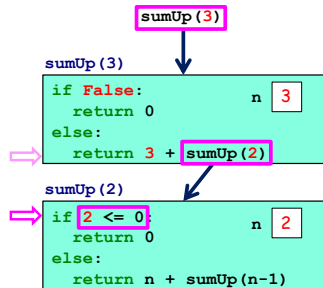 sumUp(3)
sumUp(3)
if False:
return 0
else:
return 3 + sumUp(2)
n 3
sumUp(2)
if 2 <= 0:
return 0
else:
return n + sumUp(n-1)
n 2